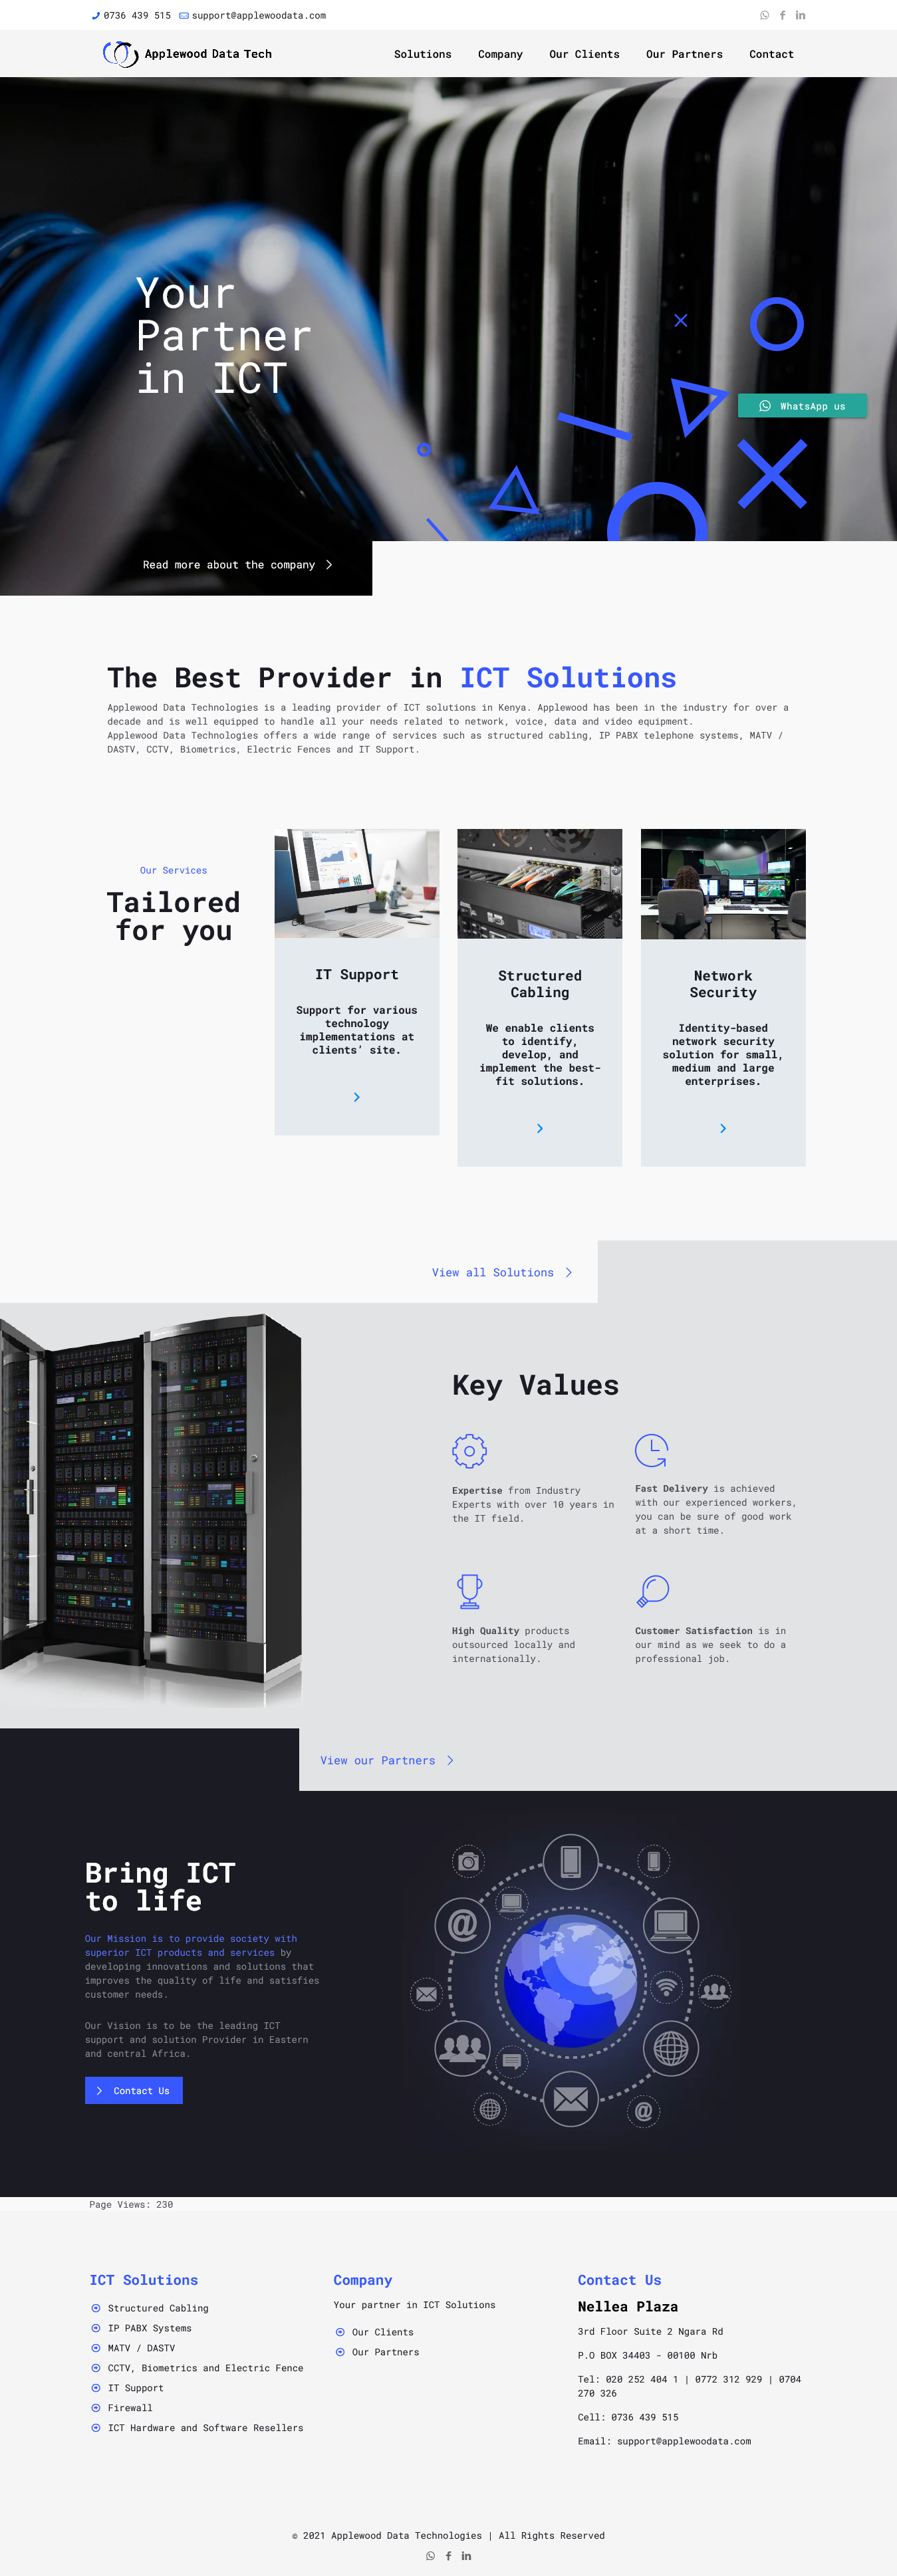 0736 439 515 support@applewoodata.com
Applewood Data Tech
Solutions Company Our Clients Our Partners Contact
Your
Partner
in ICT
WhatsApp us
Read more about the company
The Best Provider in ICT Solutions
Applewood Data Technologies is a leading provider of ICT solutions in Kenya. Applewood has been in the industry for over a
decade and is well equipped to handle all your needs related to network, voice, data and video equipment.
Applewood Data Technologies offers a wide range of services such as structured cabling, IP PABX telephone systems, MATV /
DASTV, CCTV, Biometrics, Electric Fences and IT Support.
Our Services
Tailored
for you
IT Support
Support for various
technology
implementations at
clients’ site.
Structured
Cabling
We enable clients
to identify,
develop, and
implement the best-
fit solutions.
Network
Security
Identity-based
network security
solution for small,
medium and large
enterprises.
View all Solutions
Key Values
Expertise from Industry
Experts with over 10 years in
the IT field.
Fast Delivery is achieved
with our experienced workers,
you can be sure of good work
at a short time.
High Quality products
outsourced locally and
internationally.
Customer Satisfaction is in
our mind as we seek to do a
professional job.
View our Partners
Bring ICT
to life
Our Mission is to provide society with
superior ICT products and services by
developing innovations and solutions that
improves the quality of life and satisfies
customer needs.
Our Vision is to be the leading ICT
support and solution Provider in Eastern
and central Africa.
Contact Us
Page Views: 230
ICT Solutions
Structured Cabling
IP PABX Systems
MATV / DASTV
CCTV, Biometrics and Electric Fence
IT Support
Firewall
ICT Hardware and Software Resellers
Company
Your partner in ICT Solutions
Our Clients
Our Partners
Contact Us
Nellea Plaza
3rd Floor Suite 2 Ngara Rd
P.O BOX 34403 - 00100 Nrb
Tel: 020 252 404 1 | 0772 312 929 | 0704
270 326
Cell: 0736 439 515
Email: support@applewoodata.com
© 2021 Applewood Data Technologies | All Rights Reserved